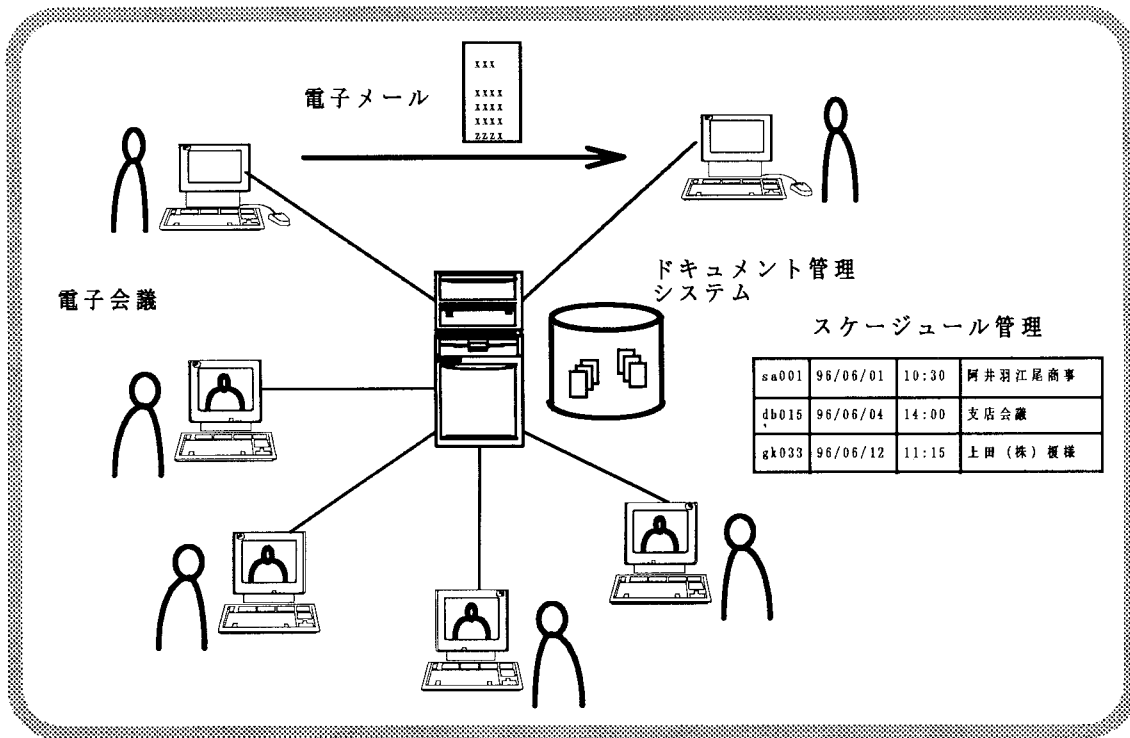 xxx
電子メール
xxxx
xxxx
xxxx
zzzx
ドキュメント管理
システム
電子会議
スケージュール管理
sa001 96/06/01 10:30 阿井羽江尾商事
db015 96/06/04 14:00 支店会議
gk033 96/06/12 11:15 上田（株）榎様